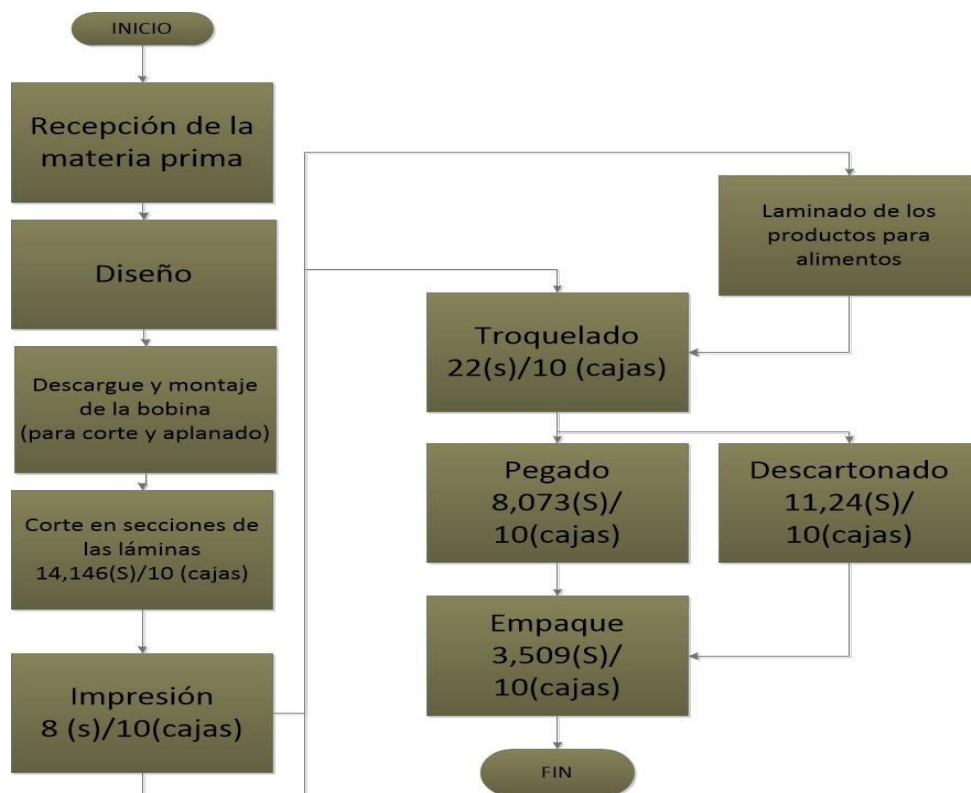 INICIO
Recepción de la
materia prima
Diseño
Descargue y montaje
de la bobina
(para corte y aplanado)
Corte en secciones de
las láminas
14,146(S)/10 (cajas)
Impresión
8 (s)/10(cajas)
Laminado de los
productos para
alimentos
Troquelado
22(s)/10 (cajas)
Pegado
8,073(S)/
10(cajas)
Descartonado
11,24(S)/
10(cajas)
Empaque
3,509(S)/
10(cajas)
FIN